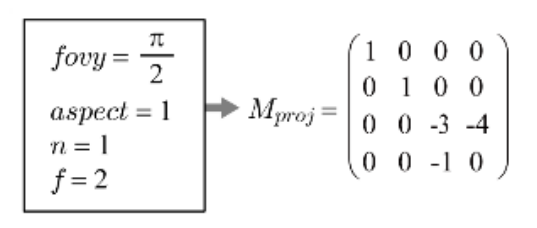 fovy = π/2
aspect = 1
n = 1
f = 2
M_proj =
1 0 0 0
0 1 0 0
0 0 -3 -4
0 0 -1 0